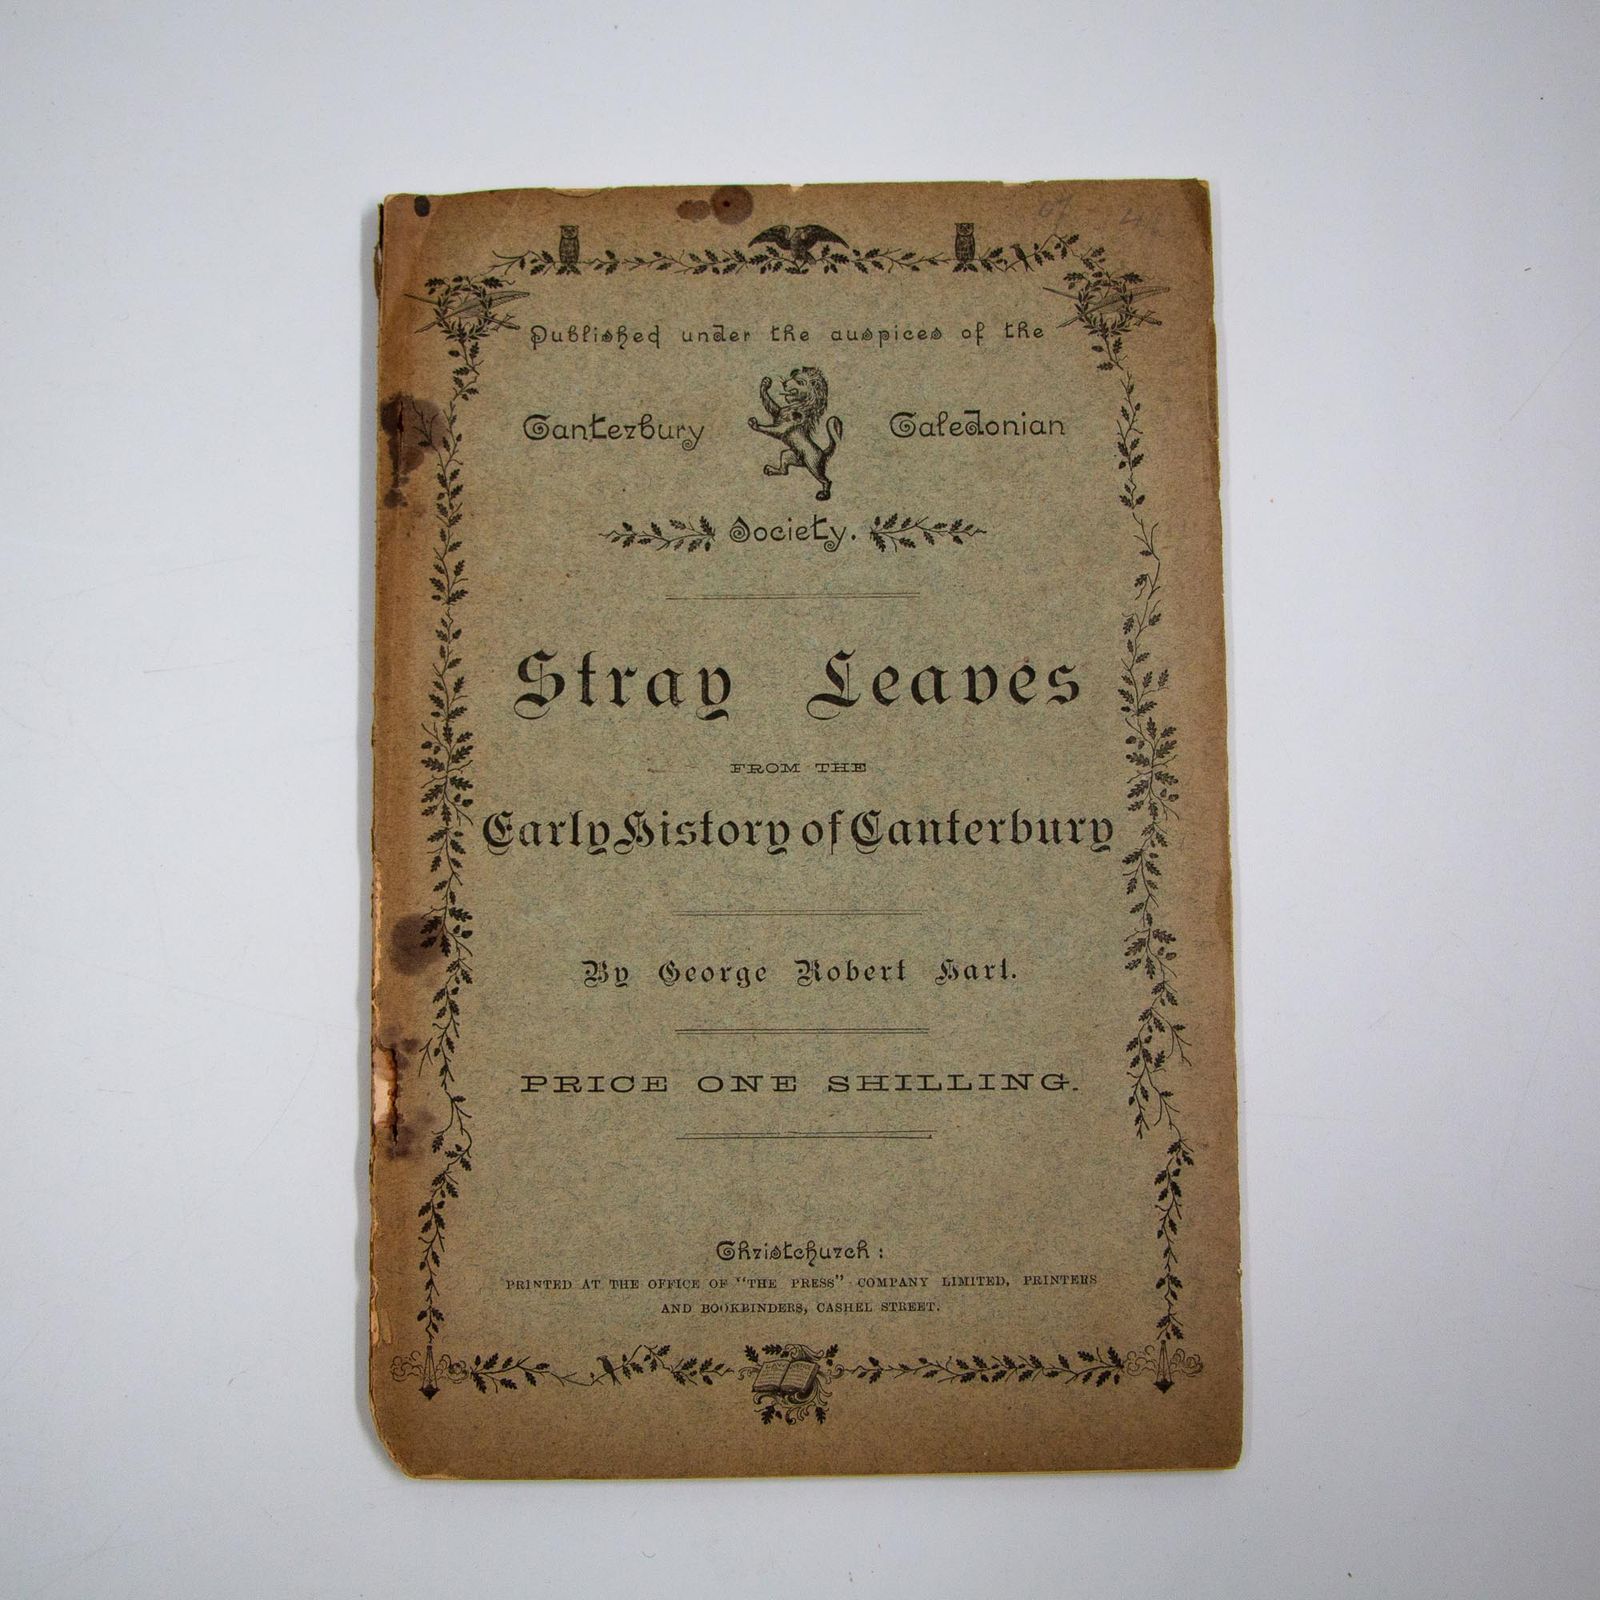 Published under the auspices of the
Canterbury Caledonian
Society.
Stray Leaves
FROM THE
Early History of Canterbury
By George Robert Hart.
PRICE ONE SHILLING.
Christchurch:
PRINTED AT THE OFFICE OF "THE PRESS" COMPANY LIMITED, PRINTERS
AND BOOKBINDERS, CASHEL STREET.